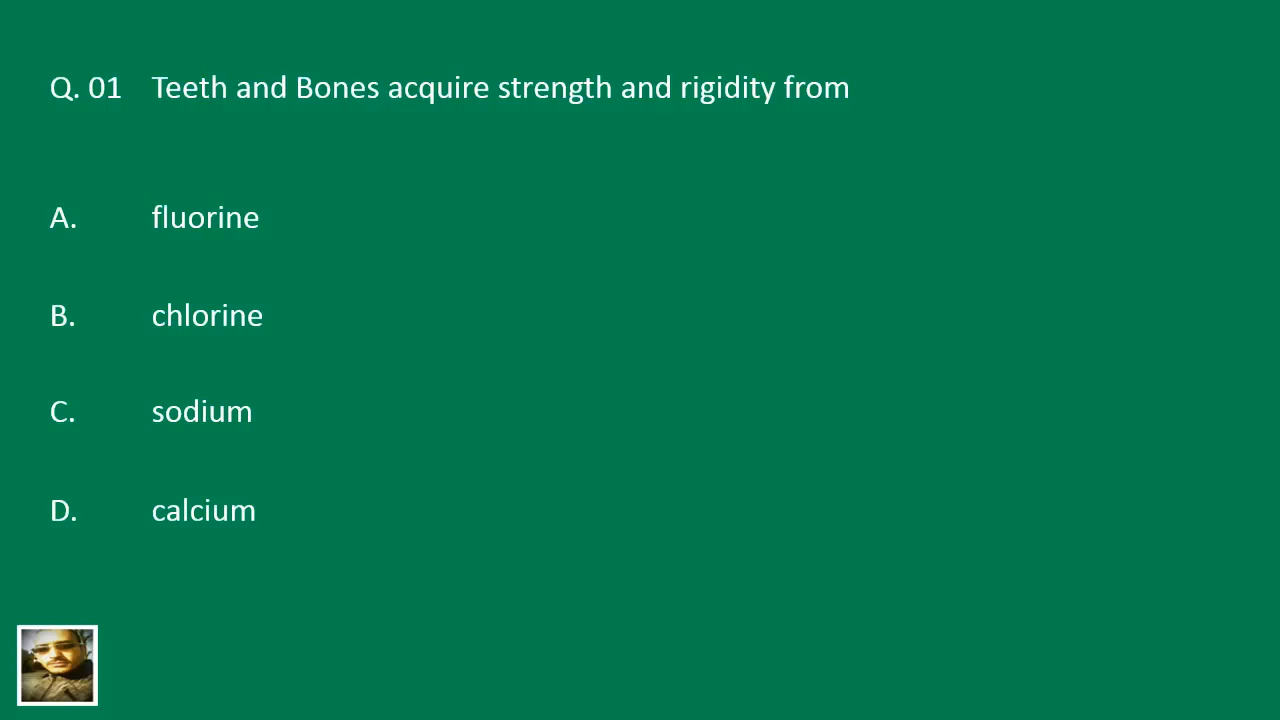 Q. 01 Teeth and Bones acquire strength and rigidity from
A. fluorine
B. chlorine
C. sodium
D. calcium